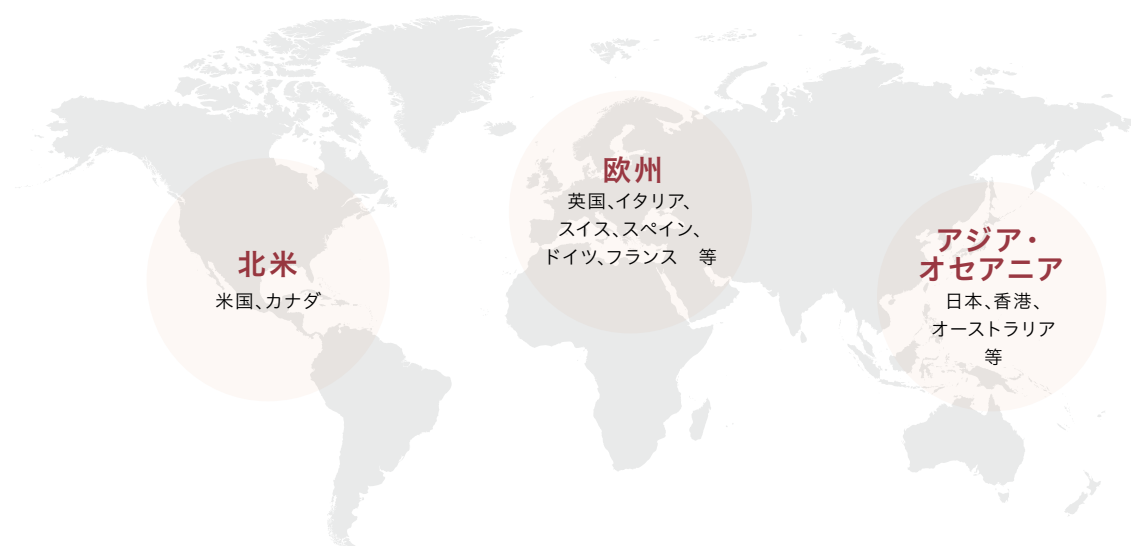 北米
米国、カナダ
欧州
英国、イタリア、
スイス、スペイン、
ドイツ、フランス　等
アジア・
オセアニア
日本、香港、
オーストラリア
等